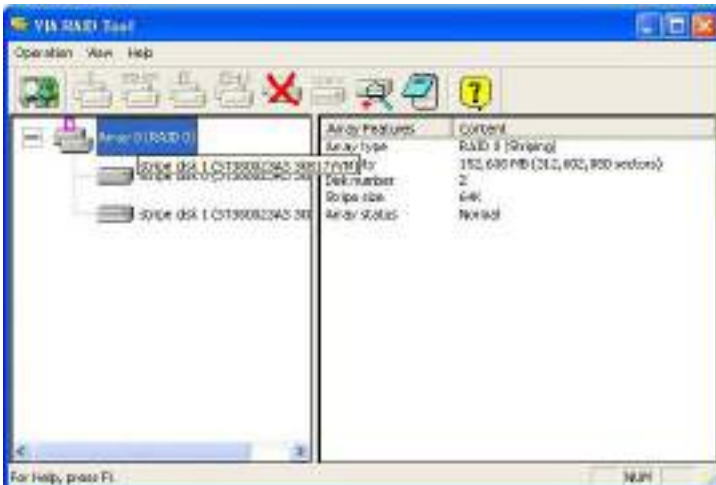 VIA RAID Tool
Operation View Help
Array 0 (RAID 0)
stripe disk 1 (ST380023AS
stripe disk 1 (ST380023AS
Array Features Content
Array type RAID 0 (Striping)
Disk number 2
Stripe size 64K
Array status Normal
For Help, press F1
NUM